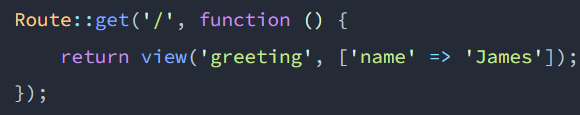 Route::get('/', function () {
    return view('greeting', ['name' => 'James']);
});